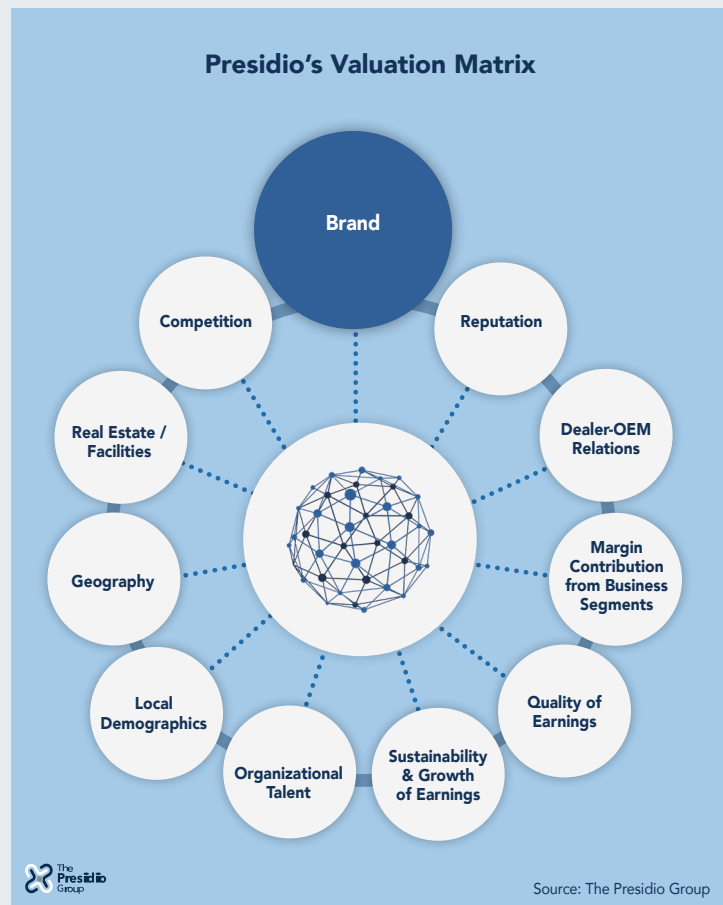 Presidio’s Valuation Matrix
Brand
Competition
Reputation
Real Estate /
Facilities
Dealer-OEM
Relations
Geography
Margin
Contribution
from Business
Segments
Local
Demographics
Quality of
Earnings
Organizational
Talent
Sustainability
& Growth
of Earnings
The
Presidio
Group
Source: The Presidio Group